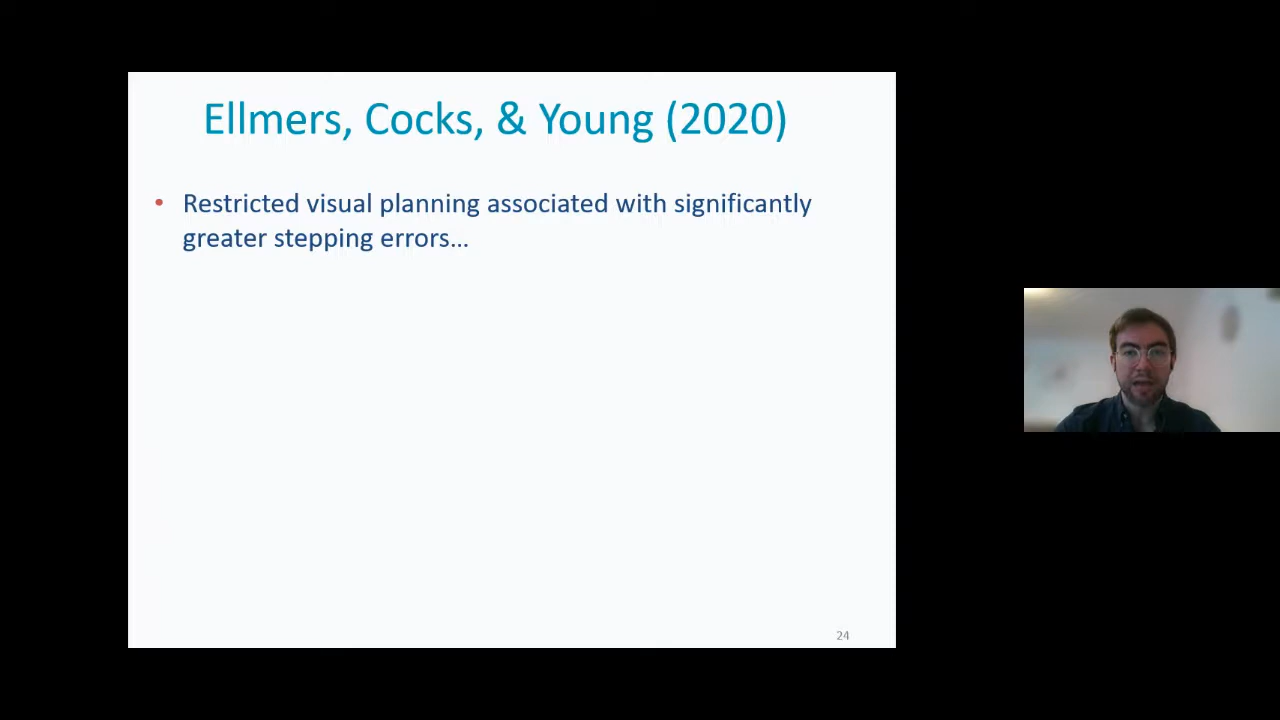 Ellmers, Cocks, & Young (2020)
• Restricted visual planning associated with significantly
greater stepping errors…
24